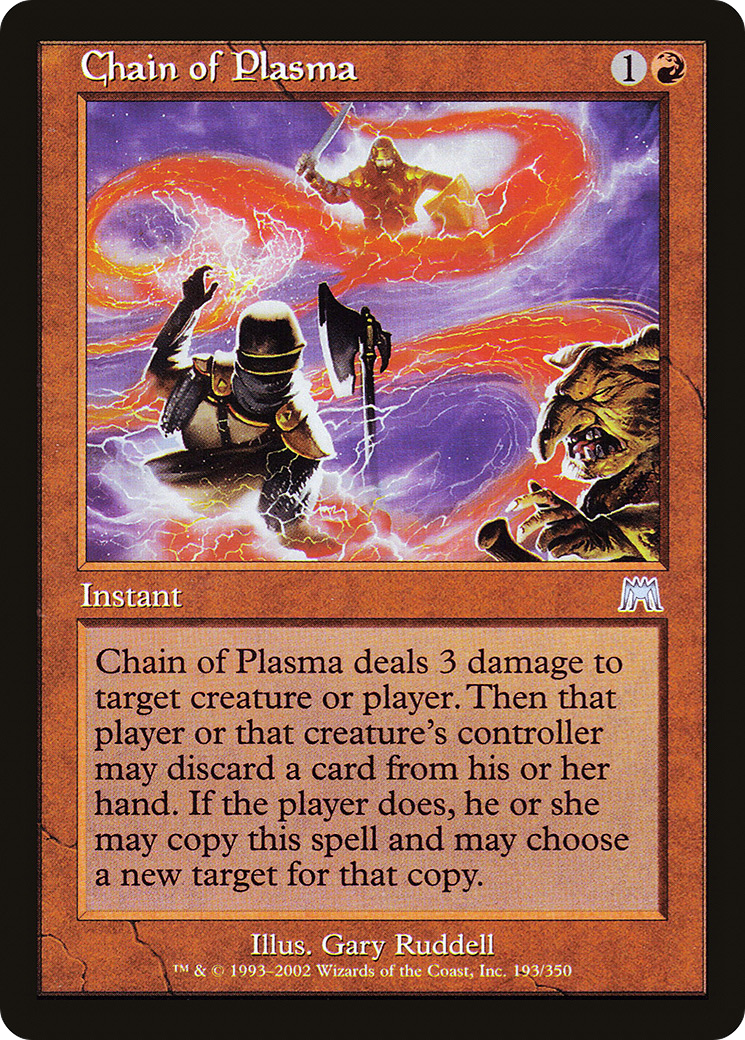 Chain of Plasma
1
Instant
Chain of Plasma deals 3 damage to
target creature or player. Then that
player or that creature's controller
may discard a card from his or her
hand. If the player does, he or she
may copy this spell and may choose
a new target for that copy.
Illus. Gary Ruddell
™ & © 1993–2002 Wizards of the Coast, Inc. 193/350